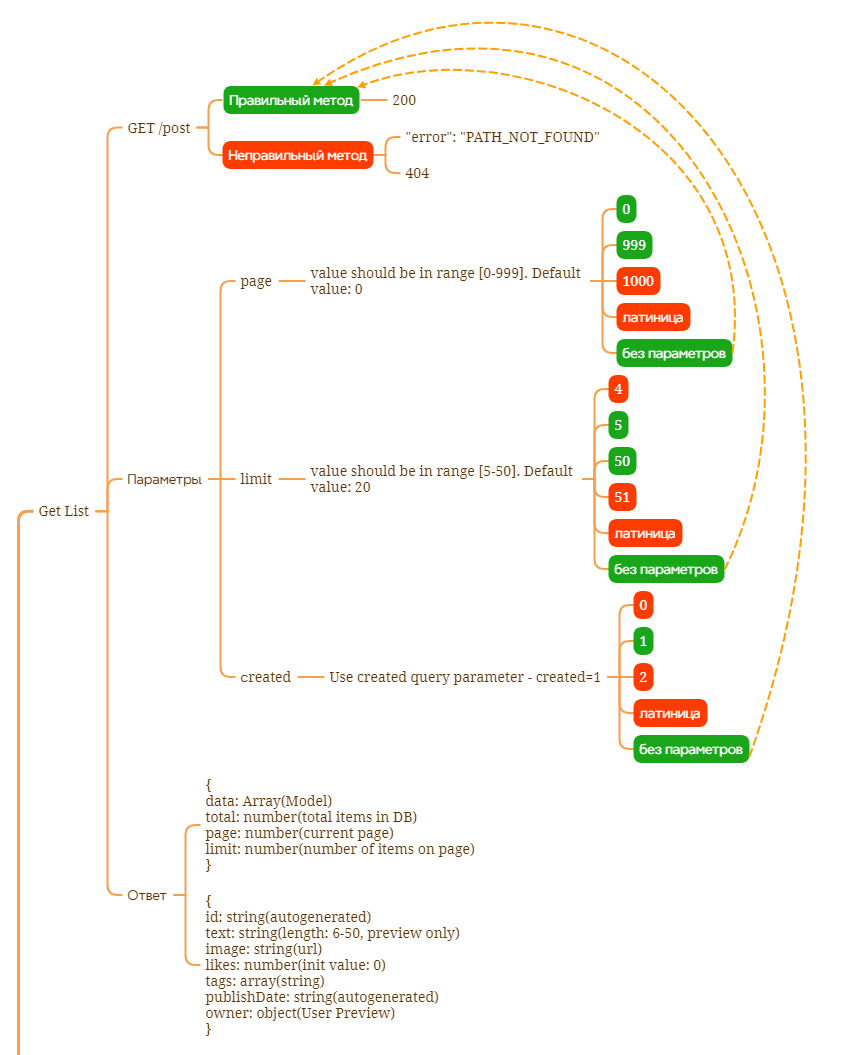 Get List
GET /post
Правильный метод
200
Неправильный метод
"error": "PATH_NOT_FOUND"
404
Параметры
page
value should be in range [0-999]. Default
value: 0
0
999
1000
латиница
без параметров
limit
value should be in range [5-50]. Default
value: 20
4
5
50
51
латиница
без параметров
created
Use created query parameter - created=1
0
1
2
латиница
без параметров
Ответ
{
data: Array(Model)
total: number(total items in DB)
page: number(current page)
limit: number(number of items on page)
}
{
id: string(autogenerated)
text: string(length: 6-50, preview only)
image: string(url)
likes: number(init value: 0)
tags: array(string)
publishDate: string(autogenerated)
owner: object(User Preview)
}